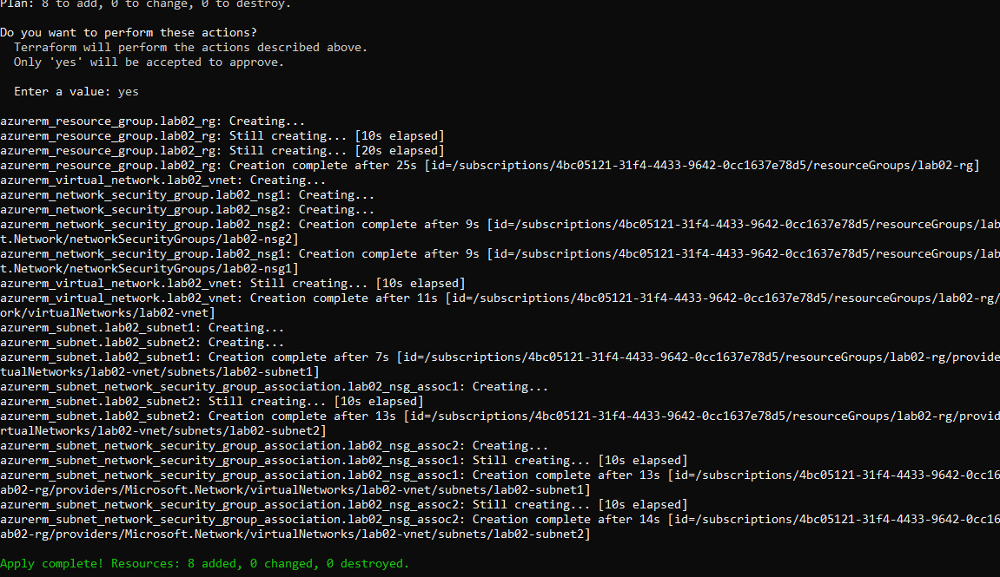 Plan: 8 to add, 0 to change, 0 to destroy.
Do you want to perform these actions?
Terraform will perform the actions described above.
Only 'yes' will be accepted to approve.
Enter a value: yes
azurerm_resource_group.lab02_rg: Creating...
azurerm_resource_group.lab02_rg: Still creating... [10s elapsed]
azurerm_resource_group.lab02_rg: Still creating... [20s elapsed]
azurerm_resource_group.lab02_rg: Creation complete after 25s [id=/subscriptions/4bc05121-31f4-4433-9642-0cc1637e78d5/resourceGroups/lab02-rg]
azurerm_virtual_network.lab02_vnet: Creating...
azurerm_network_security_group.lab02_nsg1: Creating...
azurerm_network_security_group.lab02_nsg2: Creating...
azurerm_network_security_group.lab02_nsg2: Creation complete after 9s [id=/subscriptions/4bc05121-31f4-4433-9642-0cc1637e78d5/resourceGroups/lab
t.Network/networkSecurityGroups/lab02-nsg2]
azurerm_network_security_group.lab02_nsg1: Creation complete after 9s [id=/subscriptions/4bc05121-31f4-4433-9642-0cc1637e78d5/resourceGroups/lab
t.Network/networkSecurityGroups/lab02-nsg1]
azurerm_virtual_network.lab02_vnet: Still creating... [10s elapsed]
azurerm_virtual_network.lab02_vnet: Creation complete after 11s [id=/subscriptions/4bc05121-31f4-4433-9642-0cc1637e78d5/resourceGroups/lab02-rg/
ork/virtualNetworks/lab02-vnet]
azurerm_subnet.lab02_subnet1: Creating...
azurerm_subnet.lab02_subnet2: Creating...
azurerm_subnet.lab02_subnet1: Creation complete after 7s [id=/subscriptions/4bc05121-31f4-4433-9642-0cc1637e78d5/resourceGroups/lab02-rg/provide
tualNetworks/lab02-vnet/subnets/lab02-subnet1]
azurerm_subnet_network_security_group_association.lab02_nsg_assoc1: Creating...
azurerm_subnet.lab02_subnet2: Still creating... [10s elapsed]
azurerm_subnet.lab02_subnet2: Creation complete after 13s [id=/subscriptions/4bc05121-31f4-4433-9642-0cc1637e78d5/resourceGroups/lab02-rg/provid
rtualNetworks/lab02-vnet/subnets/lab02-subnet2]
azurerm_subnet_network_security_group_association.lab02_nsg_assoc2: Creating...
azurerm_subnet_network_security_group_association.lab02_nsg_assoc1: Still creating... [10s elapsed]
azurerm_subnet_network_security_group_association.lab02_nsg_assoc1: Creation complete after 13s [id=/subscriptions/4bc05121-31f4-4433-9642-0cc16
ab02-rg/providers/Microsoft.Network/virtualNetworks/lab02-vnet/subnets/lab02-subnet1]
azurerm_subnet_network_security_group_association.lab02_nsg_assoc2: Still creating... [10s elapsed]
azurerm_subnet_network_security_group_association.lab02_nsg_assoc2: Creation complete after 14s [id=/subscriptions/4bc05121-31f4-4433-9642-0cc16
ab02-rg/providers/Microsoft.Network/virtualNetworks/lab02-vnet/subnets/lab02-subnet2]
Apply complete! Resources: 8 added, 0 changed, 0 destroyed.